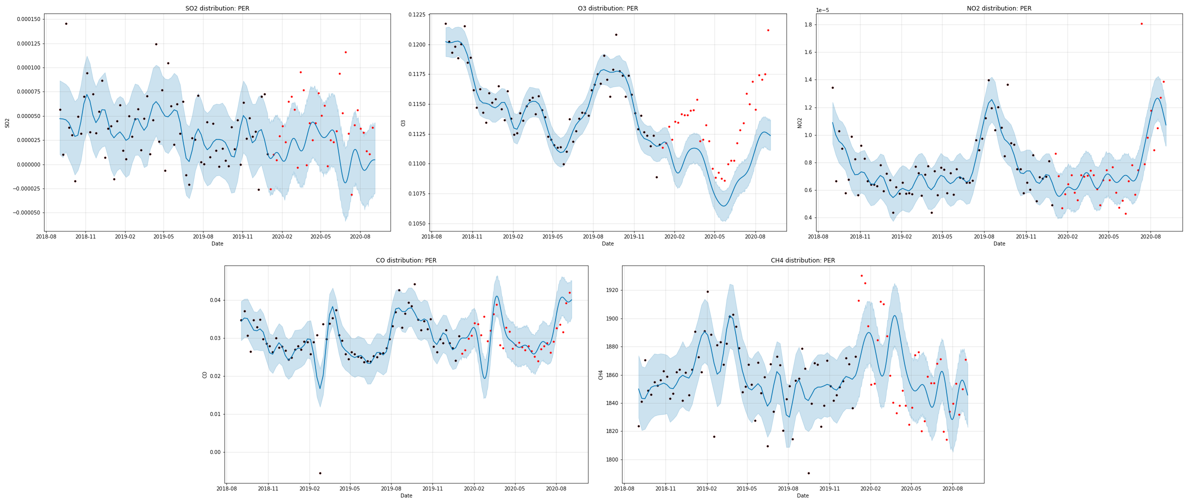 SO2 distribution: PER
0.000150
0.000125
0.000100
0.000075
0.000050
0.000025
0.000000
−0.000025
−0.000050
SO2
2018-08 2018-11 2019-02 2019-05 2019-08 2019-11 2020-02 2020-05 2020-08
Date
O3 distribution: PER
0.1225
0.1200
0.1175
0.1150
0.1125
0.1100
0.1075
0.1050
O3
2018-08 2018-11 2019-02 2019-05 2019-08 2019-11 2020-02 2020-05 2020-08
Date
NO2 distribution: PER
1e−5
1.8
1.6
1.4
1.2
1.0
0.8
0.6
0.4
NO2
2018-08 2018-11 2019-02 2019-05 2019-08 2019-11 2020-02 2020-05 2020-08
Date
CO distribution: PER
0.04
0.03
0.02
0.01
0.00
CO
2018-08 2018-11 2019-02 2019-05 2019-08 2019-11 2020-02 2020-05 2020-08
Date
CH4 distribution: PER
1920
1900
1880
1860
1840
1820
1800
CH4
2018-08 2018-11 2019-02 2019-05 2019-08 2019-11 2020-02 2020-05 2020-08
Date